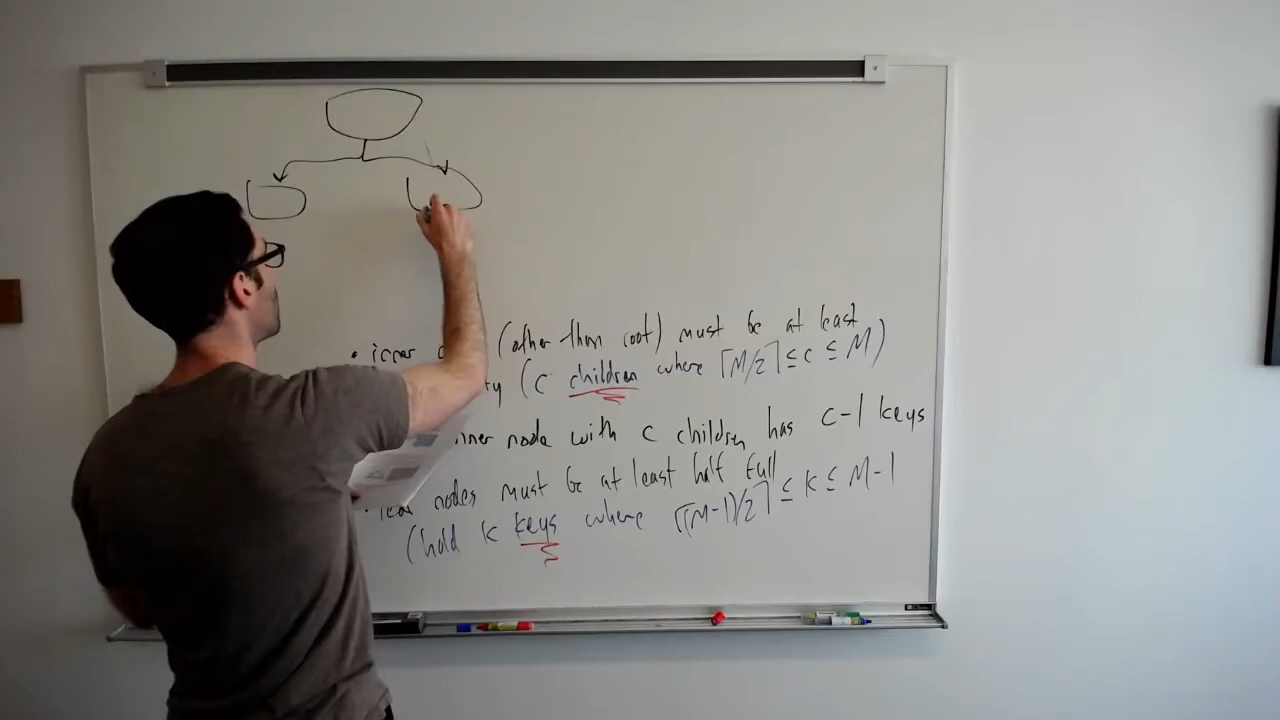 • inner (other than root) must be at least
(c children where ⌈M/2⌉ ≤ c ≤ M)
inner node with c children has c-1 keys
• leaf nodes must be at least half full
(hold k keys where ⌈(M-1)/2⌉ ≤ k ≤ M-1